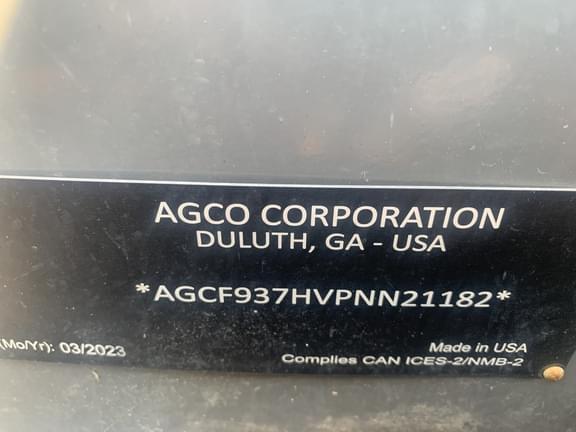 AGCO CORPORATION
DULUTH, GA - USA
*AGCF937HVPNN21182*
(Mo/Yr): 03/2023
Made in USA
Complies CAN ICES-2/NMB-2